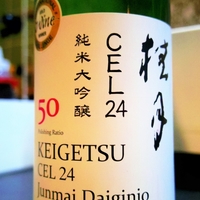 桂月
CEL 24
純米大吟醸
50
Polishing Ratio
KEIGETSU
CEL 24
Junmai Daiginjo